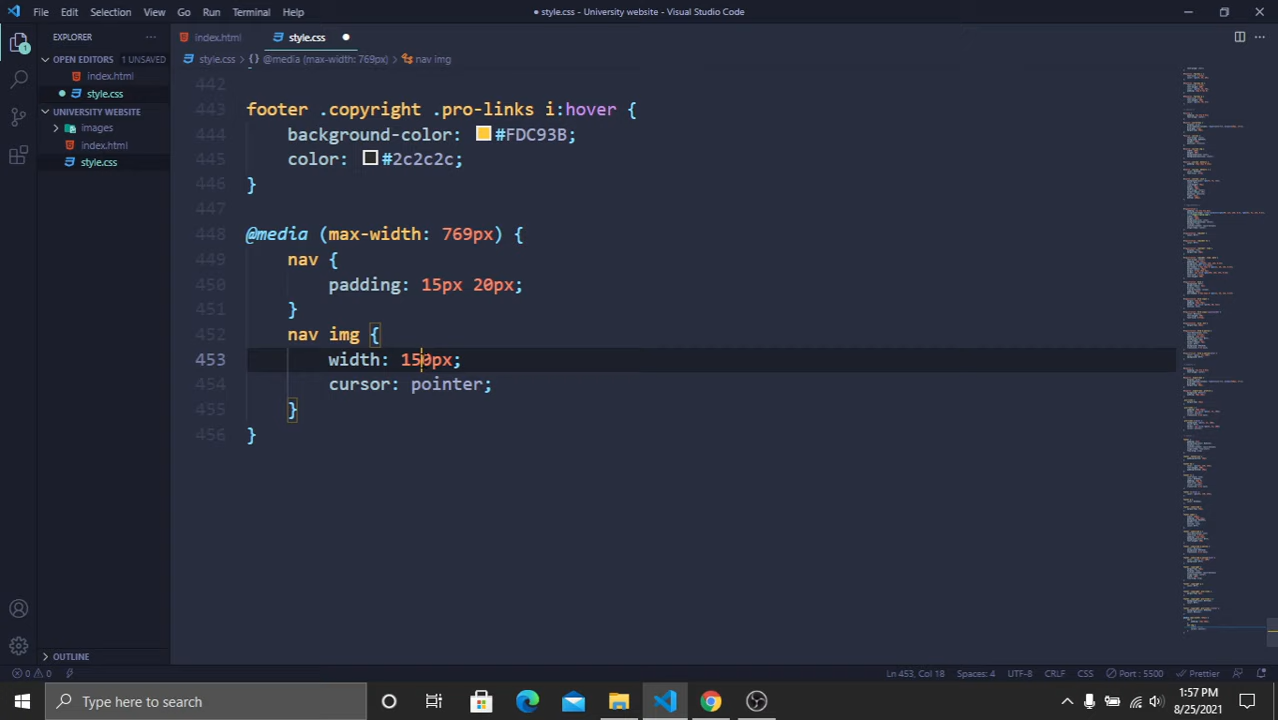 File Edit Selection View Go Run Terminal Help
● style.css - University website - Visual Studio Code
EXPLORER ···
index.html style.css ●
OPEN EDITORS 1 UNSAVED
style.css > {} @media (max-width: 769px) > nav img
index.html
● style.css
UNIVERSITY WEBSITE
images
index.html
style.css
1
442
443 footer .copyright .pro-links i:hover {
444 background-color: #FDC93B;
445 color: #2c2c2c;
446 }
447
448 @media (max-width: 769px) {
449 nav {
450 padding: 15px 20px;
451 }
452 nav img {
453 width: 150px;
454 cursor: pointer;
455 }
456 }
OUTLINE
0 0 Ln 453, Col 18 Spaces: 4 UTF-8 CRLF CSS Port : 5500 Prettier
Type here to search
1:57 PM
8/25/2021